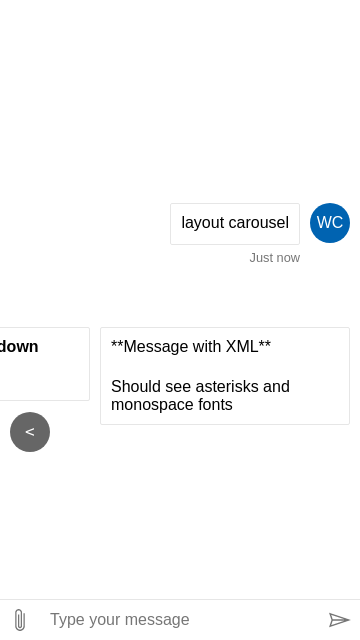 layout carousel
WC
Just now
down
**Message with XML**
Should see asterisks and
monospace fonts
<
Type your message